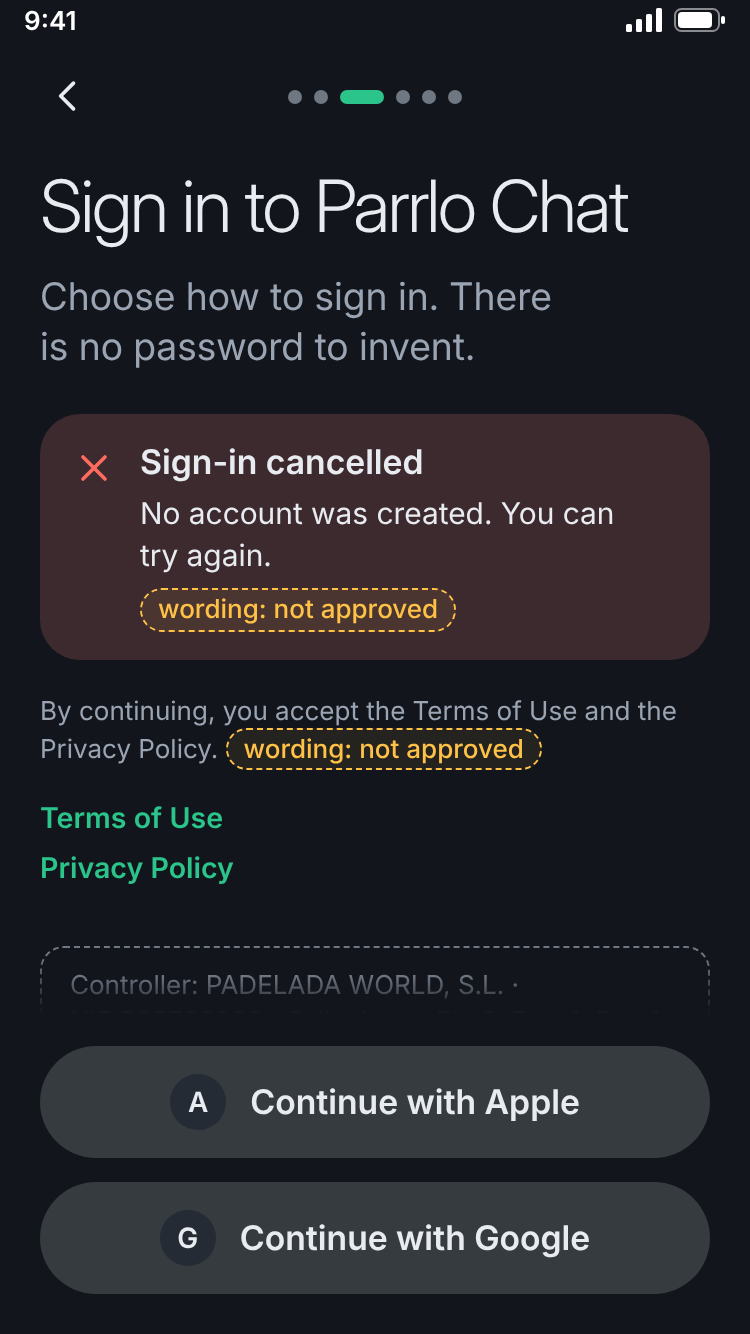 9:41
Sign in to Parrlo Chat
Choose how to sign in. There
is no password to invent.
Sign-in cancelled
No account was created. You can
try again.
wording: not approved
By continuing, you accept the Terms of Use and the
Privacy Policy. wording: not approved
Terms of Use
Privacy Policy
Controller: PADELADA WORLD, S.L. ·
A Continue with Apple
G Continue with Google